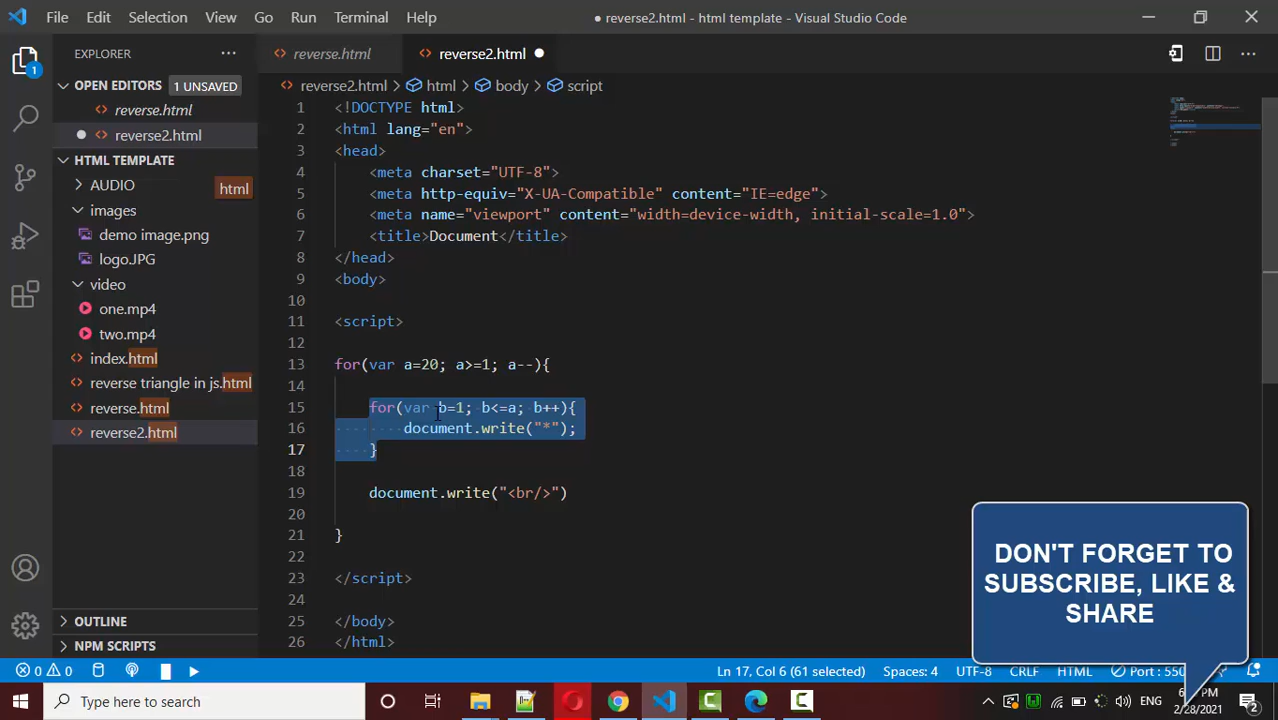 File Edit Selection View Go Run Terminal Help
● reverse2.html - html template - Visual Studio Code
EXPLORER
reverse.html
reverse2.html
OPEN EDITORS 1 UNSAVED
reverse.html
reverse2.html
HTML TEMPLATE
AUDIO
html
images
demo image.png
logo.JPG
video
one.mp4
two.mp4
index.html
reverse triangle in js.html
reverse.html
reverse2.html
OUTLINE
NPM SCRIPTS
1
reverse2.html > html > body > script
1 <!DOCTYPE html>
2 <html lang="en">
3 <head>
4 <meta charset="UTF-8">
5 <meta http-equiv="X-UA-Compatible" content="IE=edge">
6 <meta name="viewport" content="width=device-width, initial-scale=1.0">
7 <title>Document</title>
8 </head>
9 <body>
10
11 <script>
12
13 for(var a=20; a>=1; a--){
14
15 for(var b=1; b<=a; b++){
16 document.write("*");
17 }
18
19 document.write("<br/>")
20
21 }
22
23 </script>
24
25 </body>
26 </html>
DON'T FORGET TO
SUBSCRIBE, LIKE &
SHARE
0 0 Ln 17, Col 6 (61 selected) Spaces: 4 UTF-8 CRLF HTML Port : 550
Type here to search
ENG
PM
2/28/2021
2